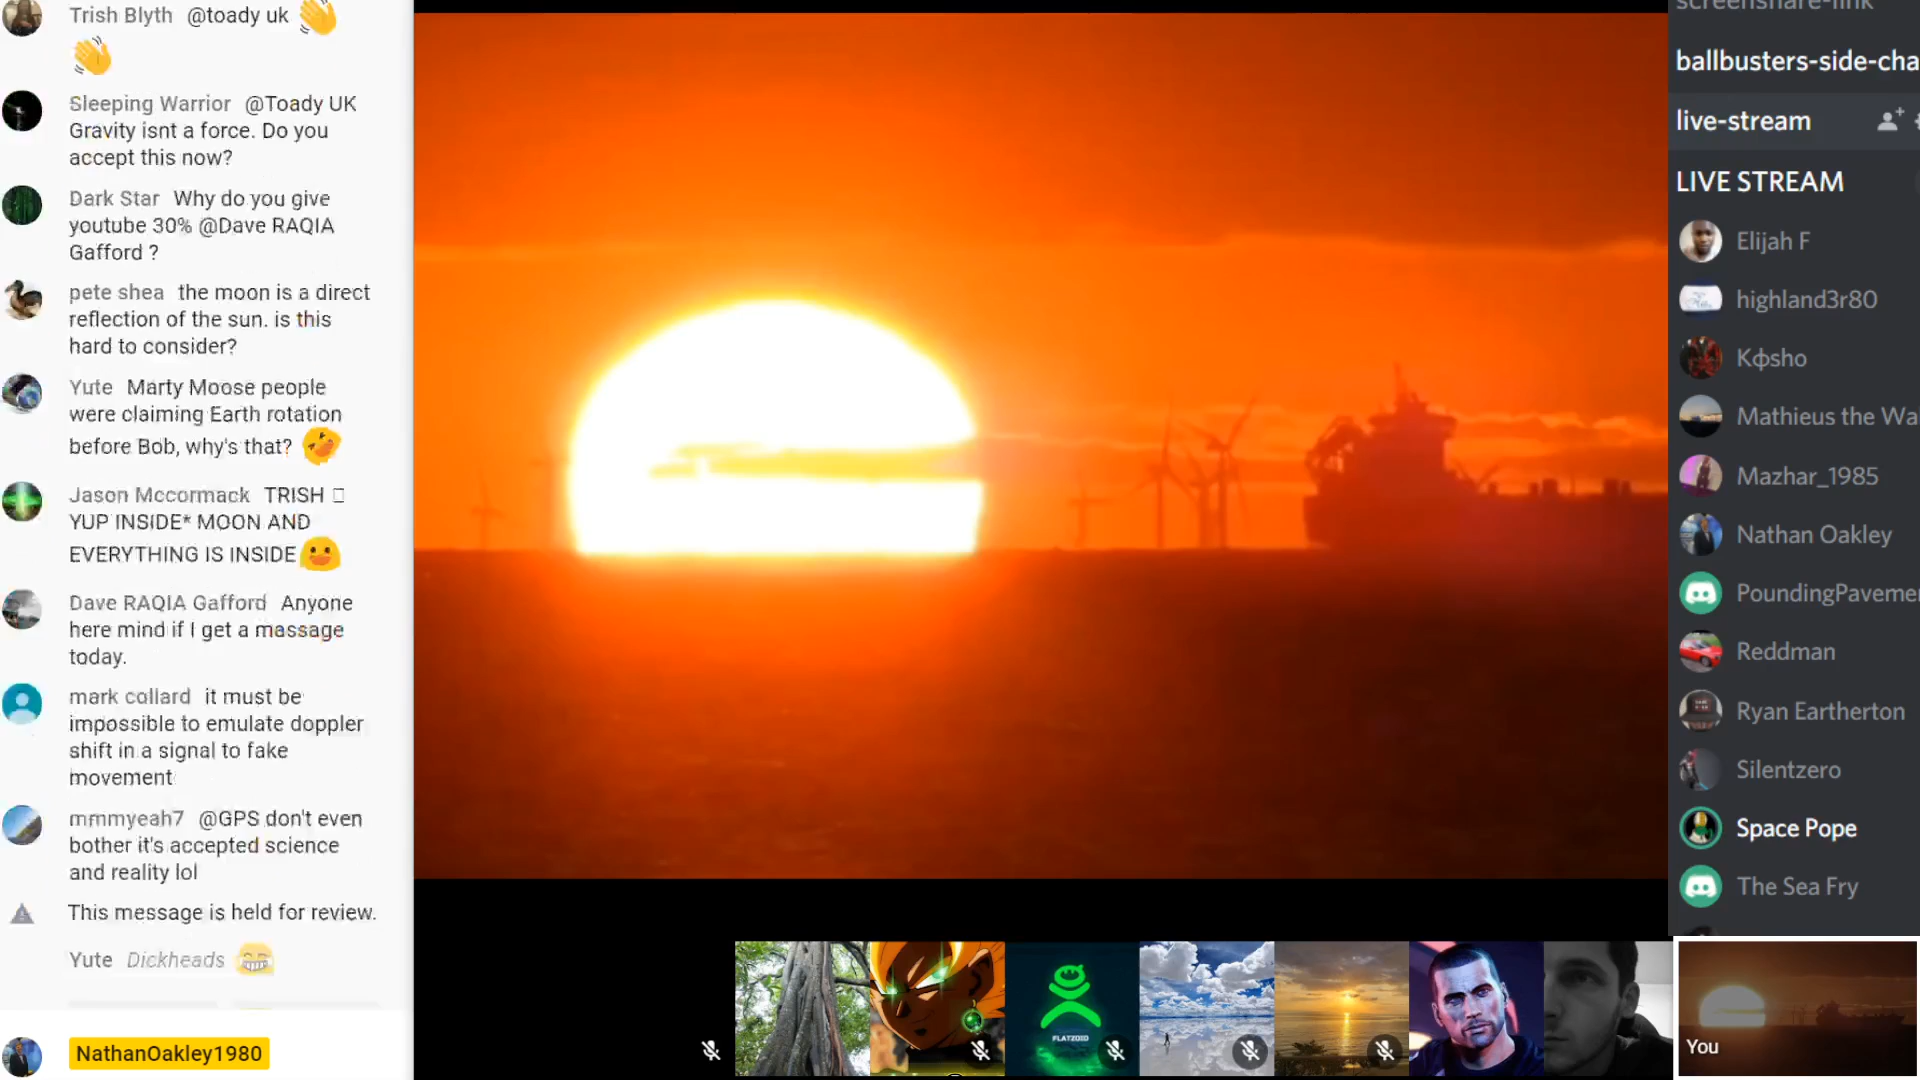 Trish Blyth @toady uk
Sleeping Warrior @Toady UK
Gravity isnt a force. Do you
accept this now?
Dark Star Why do you give
youtube 30% @Dave RAQIA
Gafford ?
pete shea the moon is a direct
reflection of the sun. is this
hard to consider?
Yute Marty Moose people
were claiming Earth rotation
before Bob, why's that?
Jason Mccormack TRISH
YUP INSIDE* MOON AND
EVERYTHING IS INSIDE
Dave RAQIA Gafford Anyone
here mind if I get a massage
today.
mark collard it must be
impossible to emulate doppler
shift in a signal to fake
movement
mmmyeah7 @GPS don't even
bother it's accepted science
and reality lol
This message is held for review.
Yute Dickheads
NathanOakley1980
FLATZOID
screenshare-link
ballbusters-side-cha
live-stream
LIVE STREAM
Elijah F
highland3r80
Kφsho
Mathieus the Wa
Mazhar_1985
Nathan Oakley
PoundingPaveme
Reddman
Ryan Eartherton
Silentzero
Space Pope
The Sea Fry
You